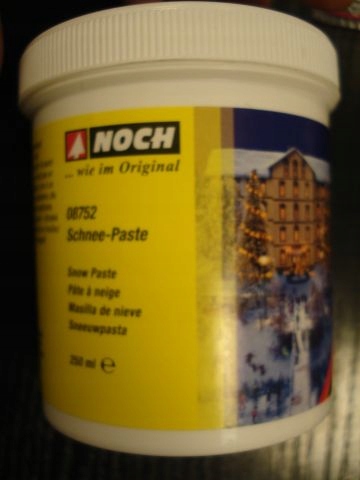 NOCH
... wie im Original
08752
Schnee-Paste
Snow Paste
Pâte à neige
Masilla de nieve
Sneeuwpasta
250 ml ℮